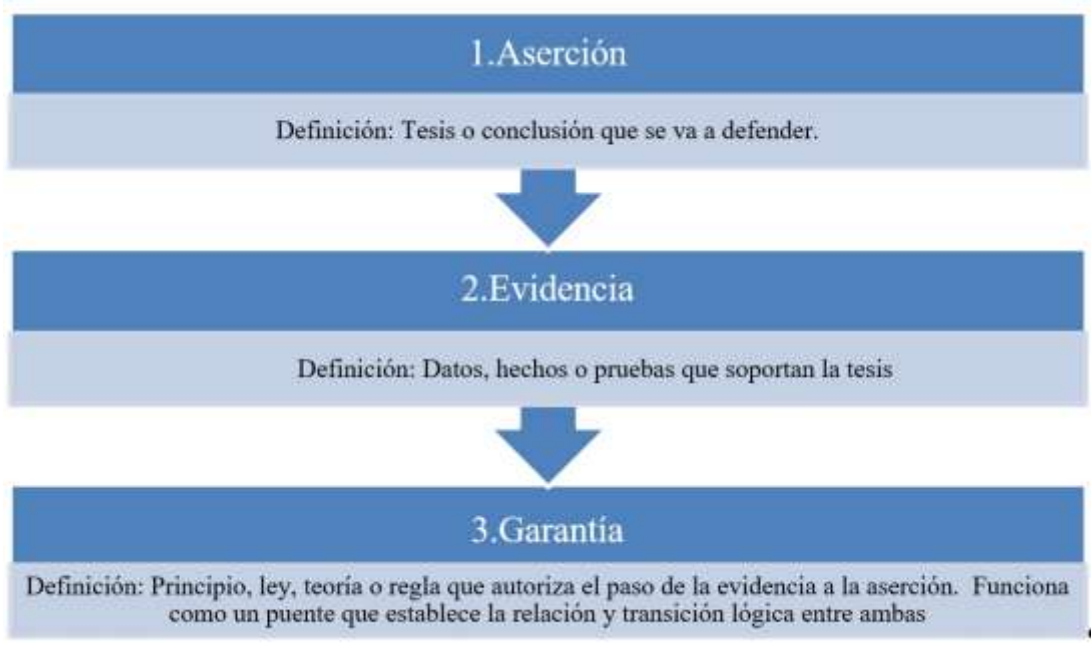 1.Aserción
Definición: Tesis o conclusión que se va a defender.
2.Evidencia
Definición: Datos, hechos o pruebas que soportan la tesis
3.Garantía
Definición: Principio, ley, teoría o regla que autoriza el paso de la evidencia a la aserción. Funciona
como un puente que establece la relación y transición lógica entre ambas